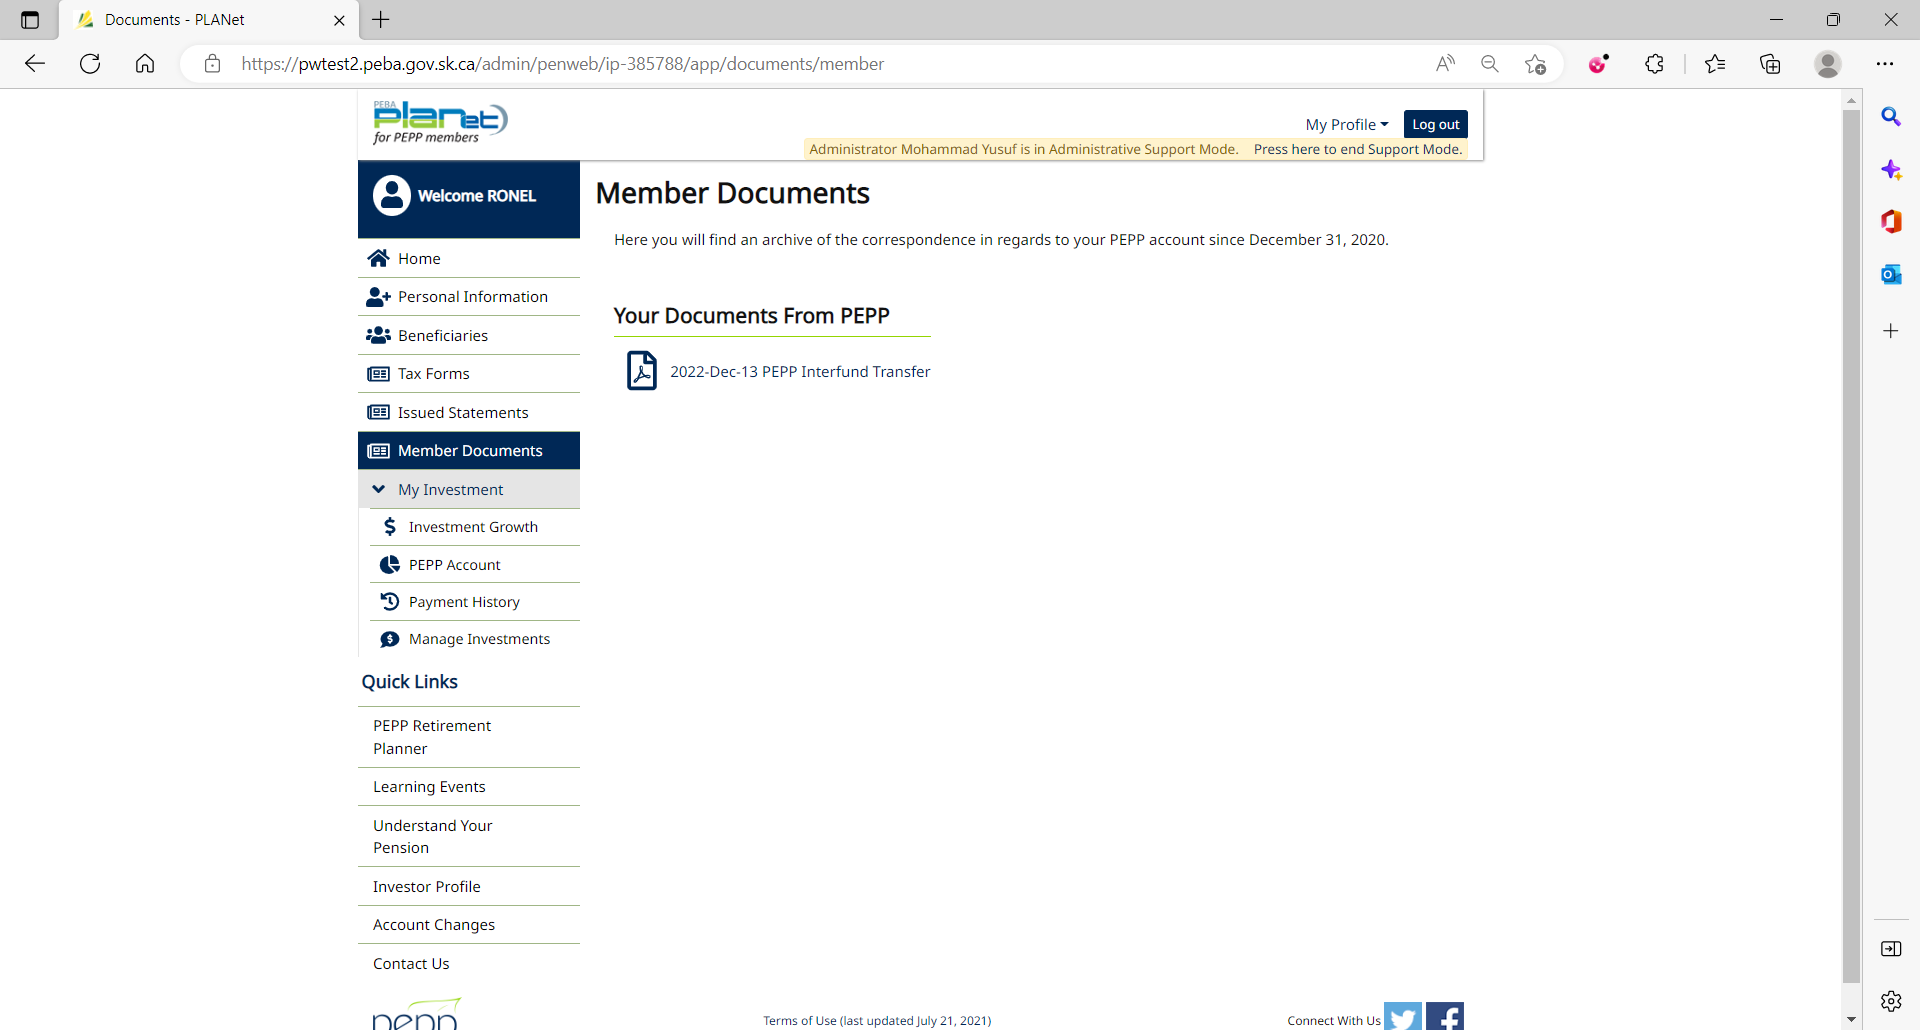 Documents - PLANet
https://pwtest2.peba.gov.sk.ca/admin/penweb/ip-385788/app/documents/member
PEBA
planet
for PEPP members
My Profile
Log out
Administrator Mohammad Yusuf is in Administrative Support Mode. Press here to end Support Mode.
Welcome RONEL
Home
Personal Information
Beneficiaries
Tax Forms
Issued Statements
Member Documents
My Investment
Investment Growth
PEPP Account
Payment History
Manage Investments
Quick Links
PEPP Retirement
Planner
Learning Events
Understand Your
Pension
Investor Profile
Account Changes
Contact Us
Member Documents
Here you will find an archive of the correspondence in regards to your PEPP account since December 31, 2020.
Your Documents From PEPP
2022-Dec-13 PEPP Interfund Transfer
pepp
Terms of Use (last updated July 21, 2021)
Connect With Us